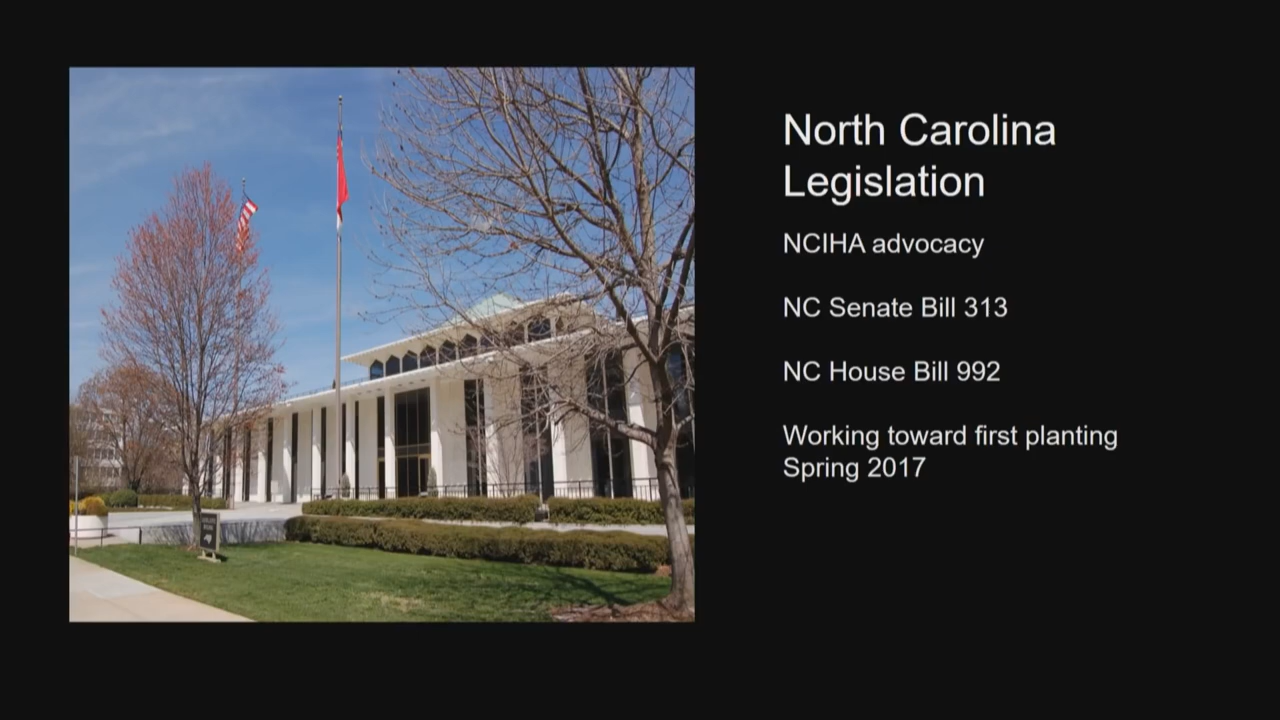 North Carolina
Legislation
NCIHA advocacy
NC Senate Bill 313
NC House Bill 992
Working toward first planting
Spring 2017